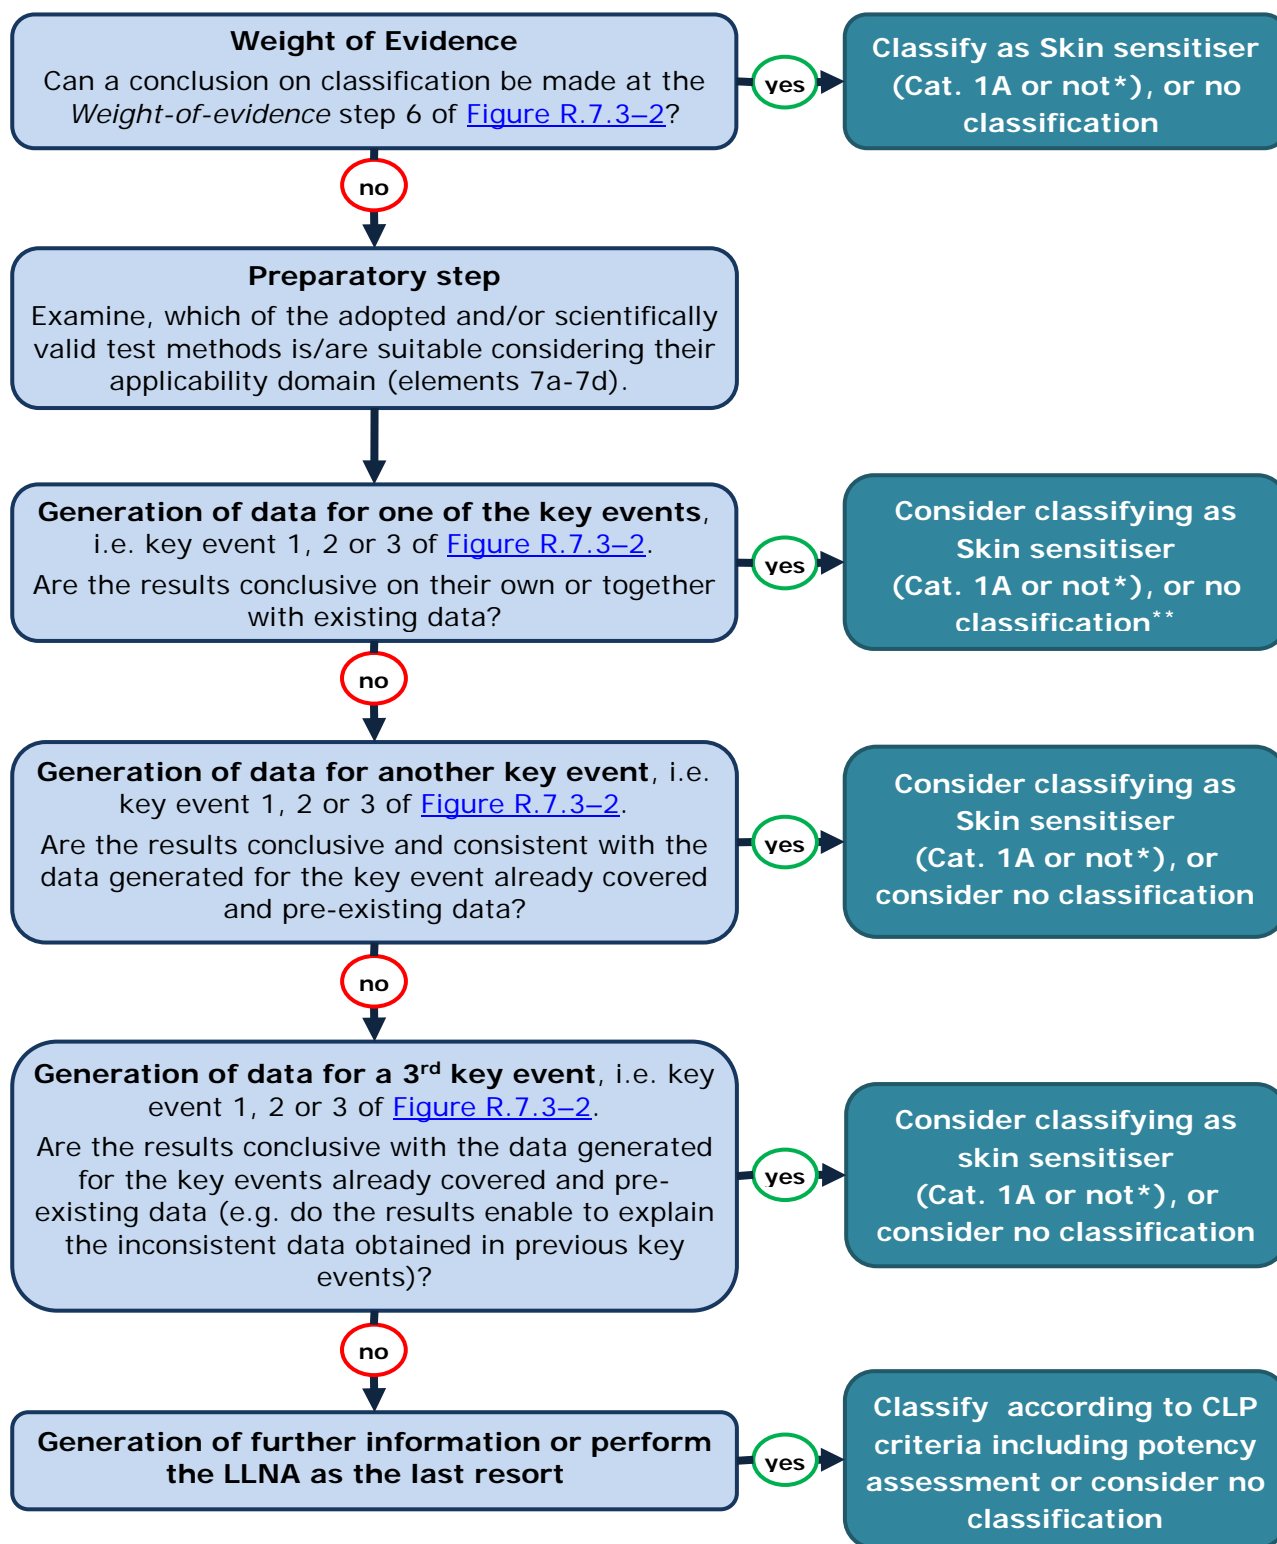 Weight of Evidence
Can a conclusion on classification be made at the
Weight-of-evidence step 6 of Figure R.7.3–2?
yes
Classify as Skin sensitiser
(Cat. 1A or not*), or no
classification
no
Preparatory step
Examine, which of the adopted and/or scientifically
valid test methods is/are suitable considering their
applicability domain (elements 7a-7d).
Generation of data for one of the key events,
i.e. key event 1, 2 or 3 of Figure R.7.3–2.
Are the results conclusive on their own or together
with existing data?
yes
Consider classifying as
Skin sensitiser
(Cat. 1A or not*), or no
classification**
no
Generation of data for another key event, i.e.
key event 1, 2 or 3 of Figure R.7.3–2.
Are the results conclusive and consistent with the
data generated for the key event already covered
and pre-existing data?
yes
Consider classifying as
Skin sensitiser
(Cat. 1A or not*), or
consider no classification
no
Generation of data for a 3rd key event, i.e. key
event 1, 2 or 3 of Figure R.7.3–2.
Are the results conclusive with the data generated
for the key events already covered and pre-
existing data (e.g. do the results enable to explain
the inconsistent data obtained in previous key
events)?
yes
Consider classifying as
skin sensitiser
(Cat. 1A or not*), or
consider no classification
no
Generation of further information or perform
the LLNA as the last resort
yes
Classify according to CLP
criteria including potency
assessment or consider no
classification